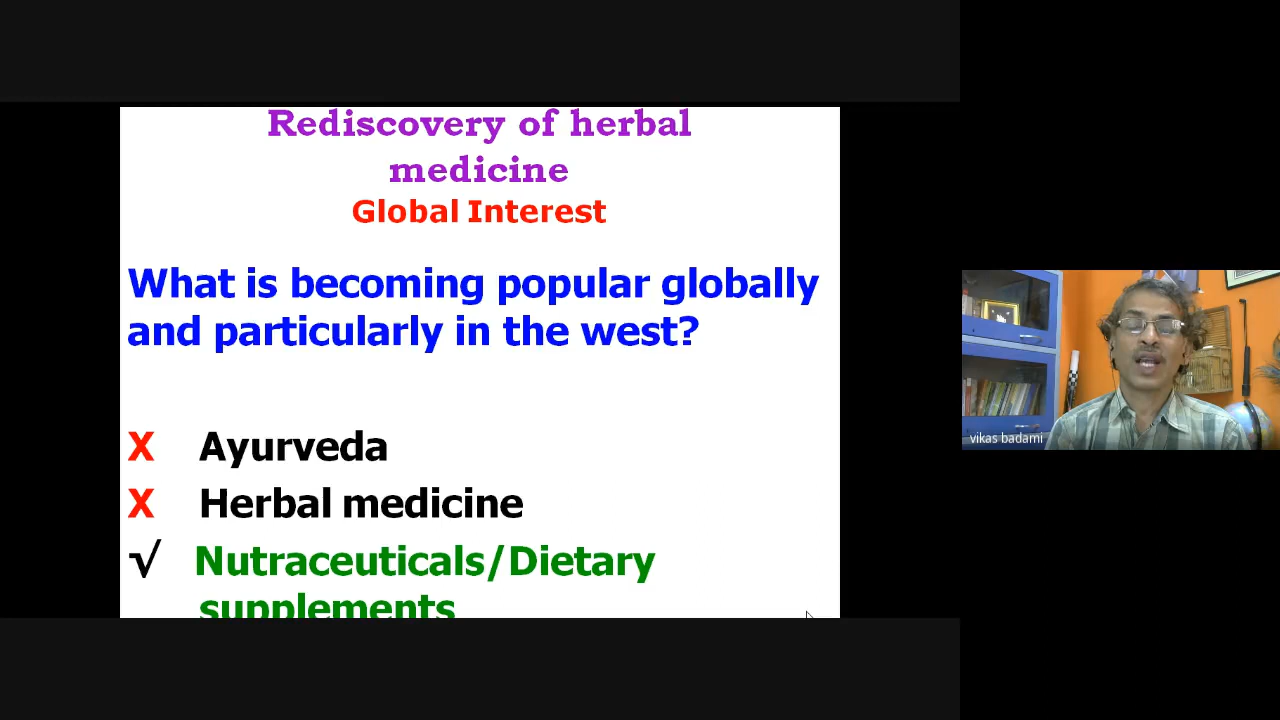 Rediscovery of herbal
medicine
Global Interest
What is becoming popular globally
and particularly in the west?
X Ayurveda
X Herbal medicine
√ Nutraceuticals/Dietary
supplements
vikas badami